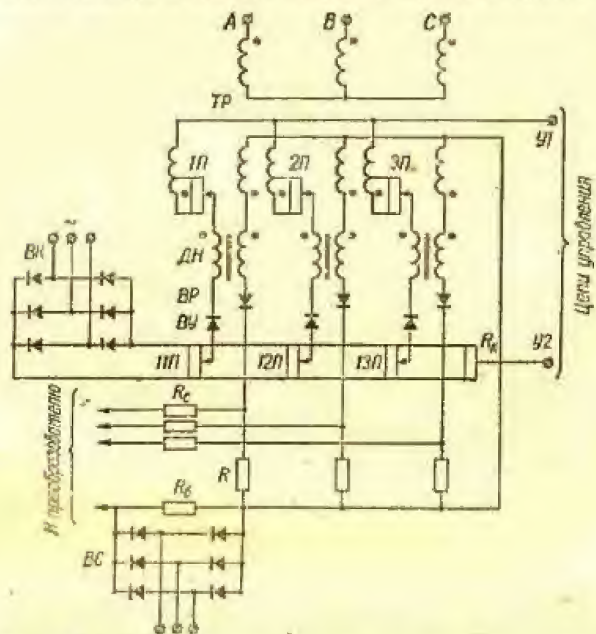 А В С
ТР
У1
1П 2П 3П
~
ВК
ДН
ВР
ВУ
11П 12П 13П
Rк
У2
Цепи управления
Rс
R
К преобразователю
Rб
ВС